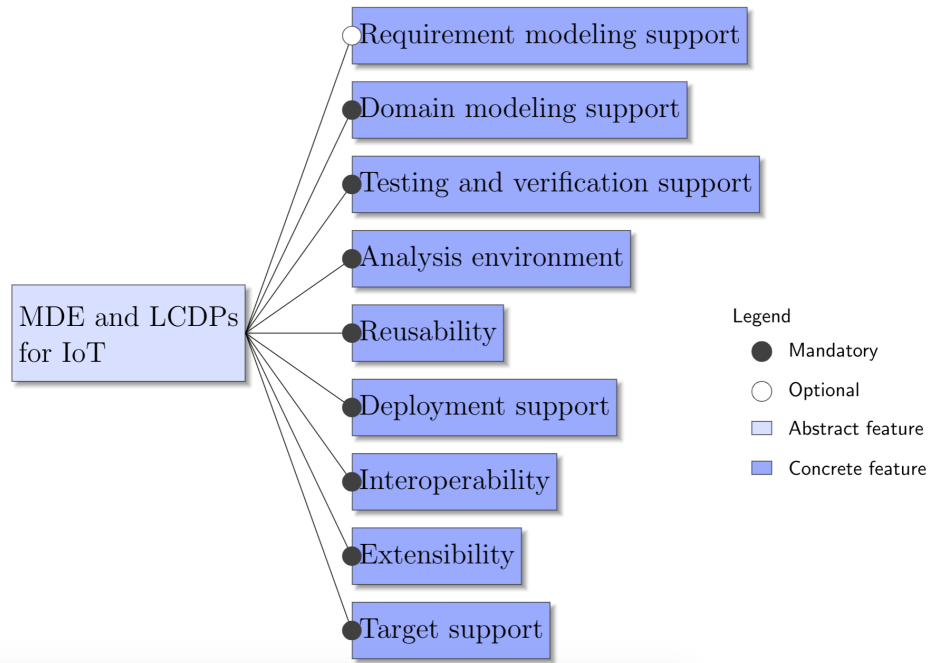 Requirement modeling support
Domain modeling support
Testing and verification support
Analysis environment
MDE and LCDPs
for IoT
Reusability
Deployment support
Interoperability
Extensibility
Target support
Legend
Mandatory
Optional
Abstract feature
Concrete feature